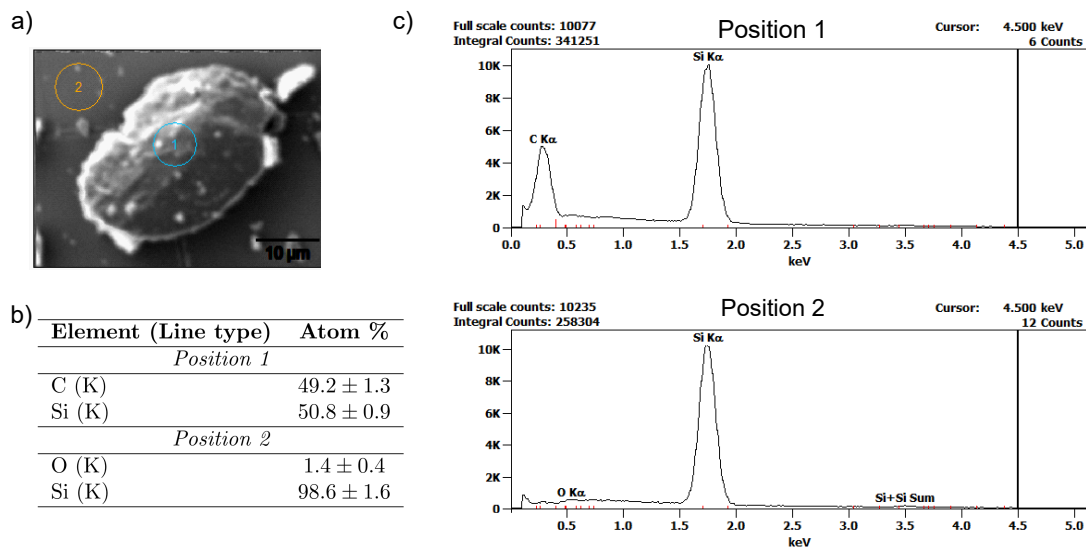 a)
2
1
10 µm
b)
Element (Line type) Atom %
Position 1
C (K) 49.2 ± 1.3
Si (K) 50.8 ± 0.9
Position 2
O (K) 1.4 ± 0.4
Si (K) 98.6 ± 1.6
c)
Full scale counts: 10077 Position 1 Cursor: 4.500 keV
Integral Counts: 341251 6 Counts
Si Kα
10K
8K
C Kα
6K
4K
2K
0
0.0 0.5 1.0 1.5 2.0 2.5 3.0 3.5 4.0 4.5 5.0
keV
Full scale counts: 10235 Position 2 Cursor: 4.500 keV
Integral Counts: 258304 12 Counts
Si Kα
10K
8K
6K
4K
2K
O Kα Si+Si Sum
0
0.5 1.0 1.5 2.0 2.5 3.0 3.5 4.0 4.5 5.0
keV